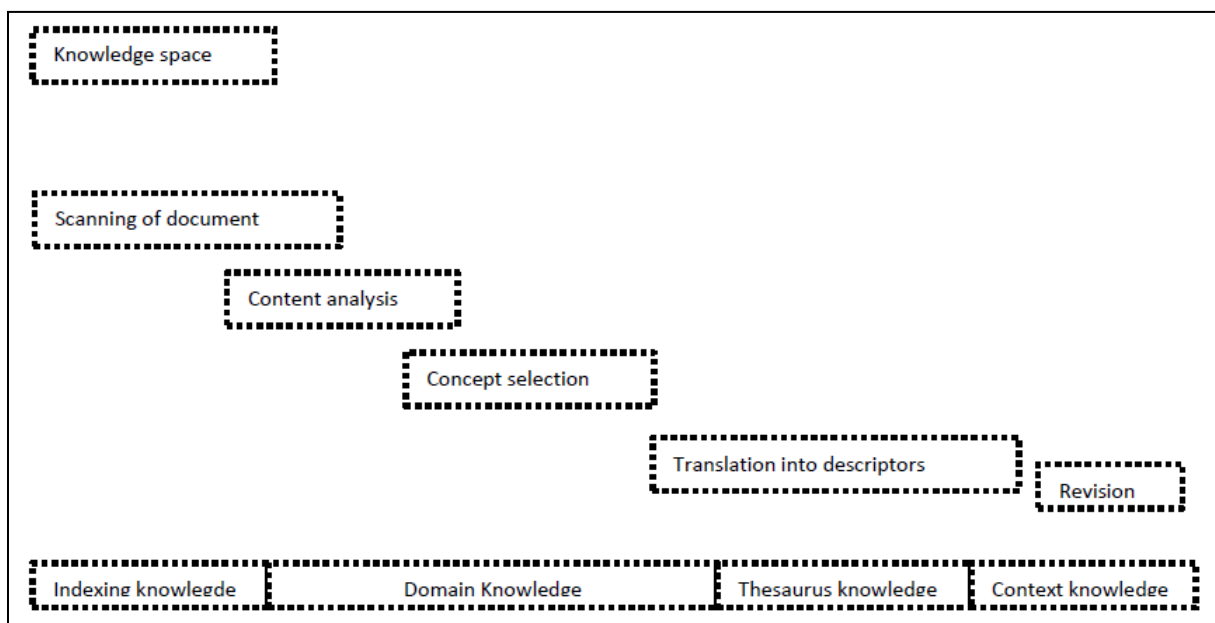 Knowledge space
Scanning of document
Content analysis
Concept selection
Translation into descriptors
Revision
Indexing knowlegde
Domain Knowledge
Thesaurus knowledge
Context knowledge